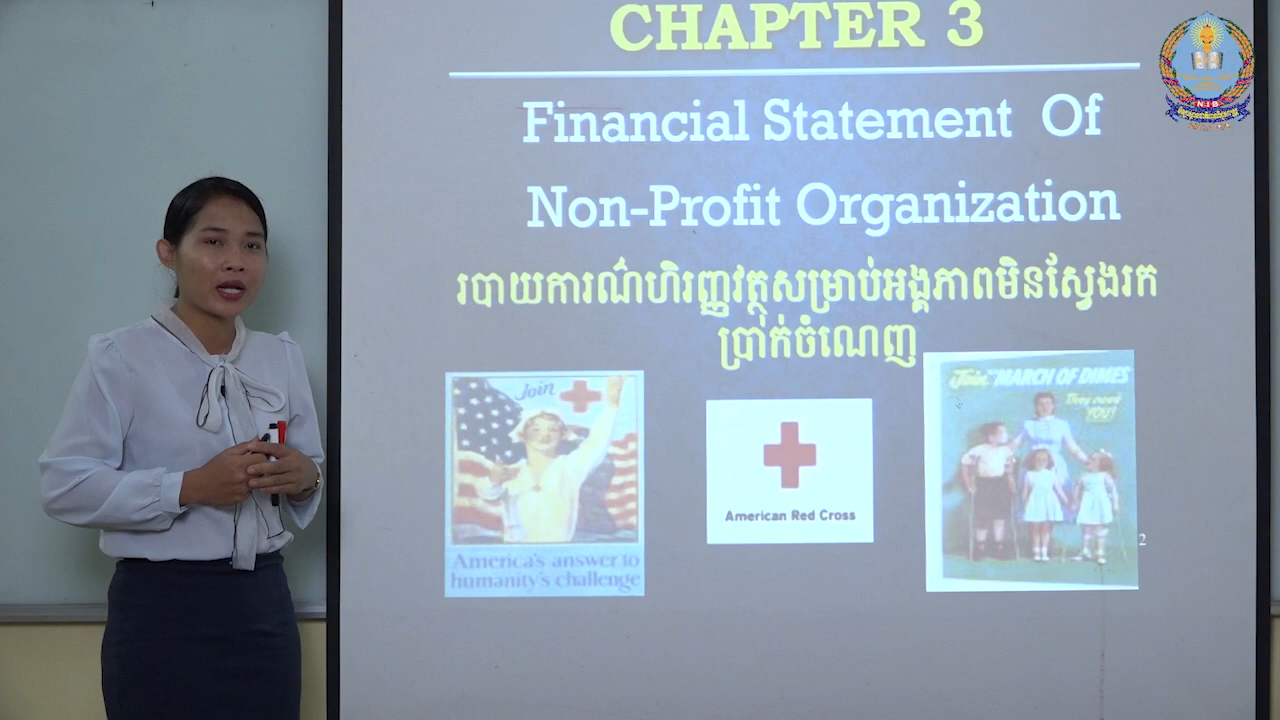 CHAPTER 3
Financial Statement Of
Non-Profit Organization
របាយការណ៍ហិរញ្ញវត្ថុសម្រាប់អង្គភាពមិនស្វែងរក
ប្រាក់ចំណេញ
Join
America's answer to
humanity's challenge
American Red Cross
Join MARCH OF DIMES
They need
YOU!
2
N I B